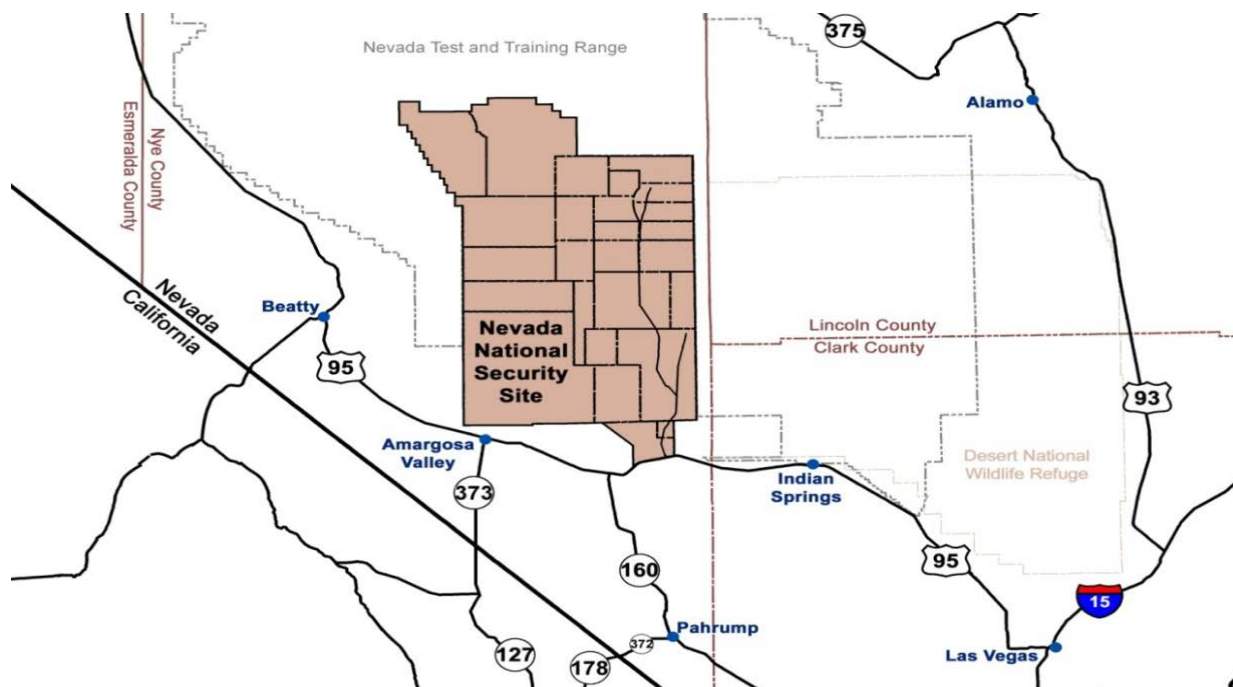 Nevada Test and Training Range
375
Alamo
Nye County
Esmeralda County
Nevada
California
Beatty
95
Nevada
National
Security
Site
Lincoln County
Clark County
93
Amargosa
Valley
373
Indian
Springs
Desert National
Wildlife Refuge
160
95
15
127
372
178
Pahrump
Las Vegas